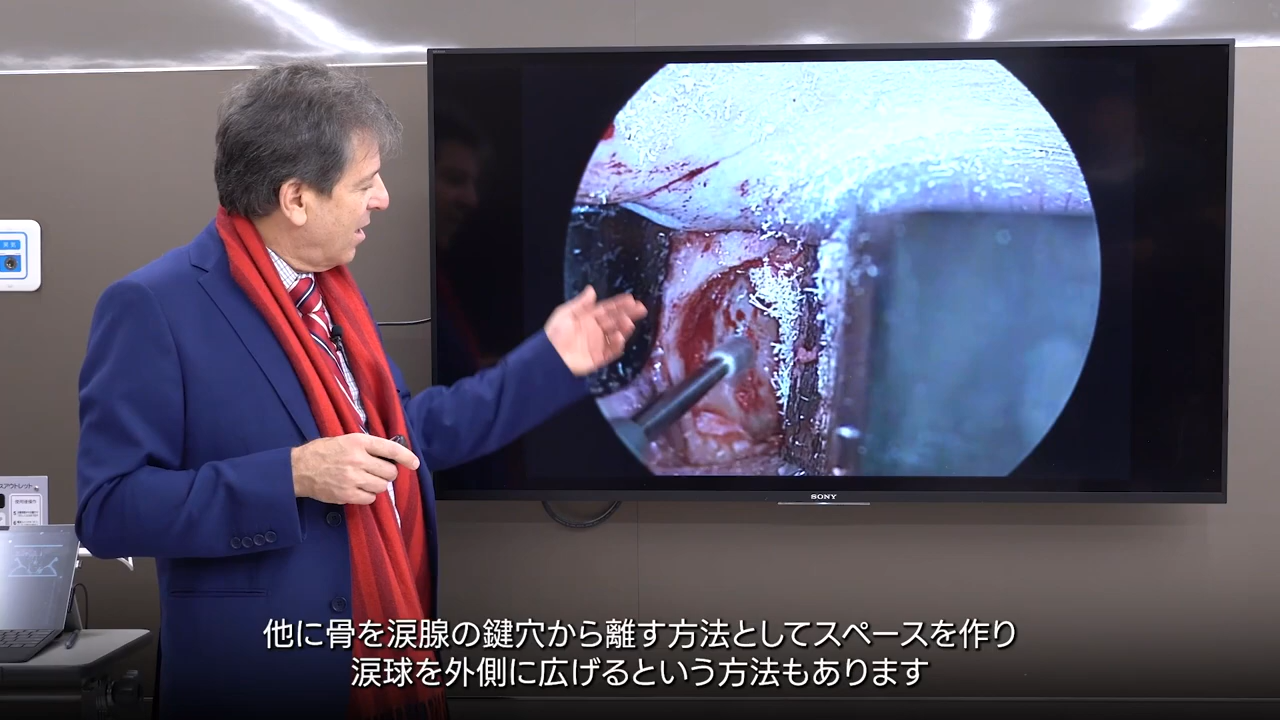 SONY
他に骨を涙腺の鍵穴から離す方法としてスペースを作り
涙球を外側に広げるという方法もあります